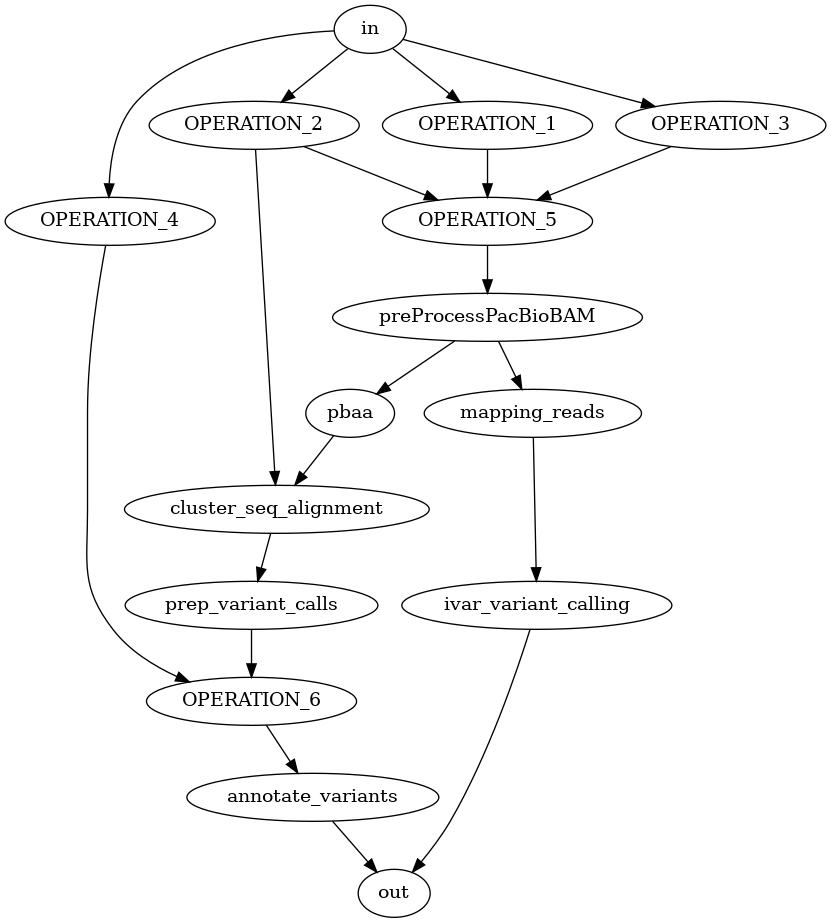 in
OPERATION_2
OPERATION_1
OPERATION_3
OPERATION_4
OPERATION_5
preProcessPacBioBAM
pbaa
mapping_reads
cluster_seq_alignment
prep_variant_calls
ivar_variant_calling
OPERATION_6
annotate_variants
out